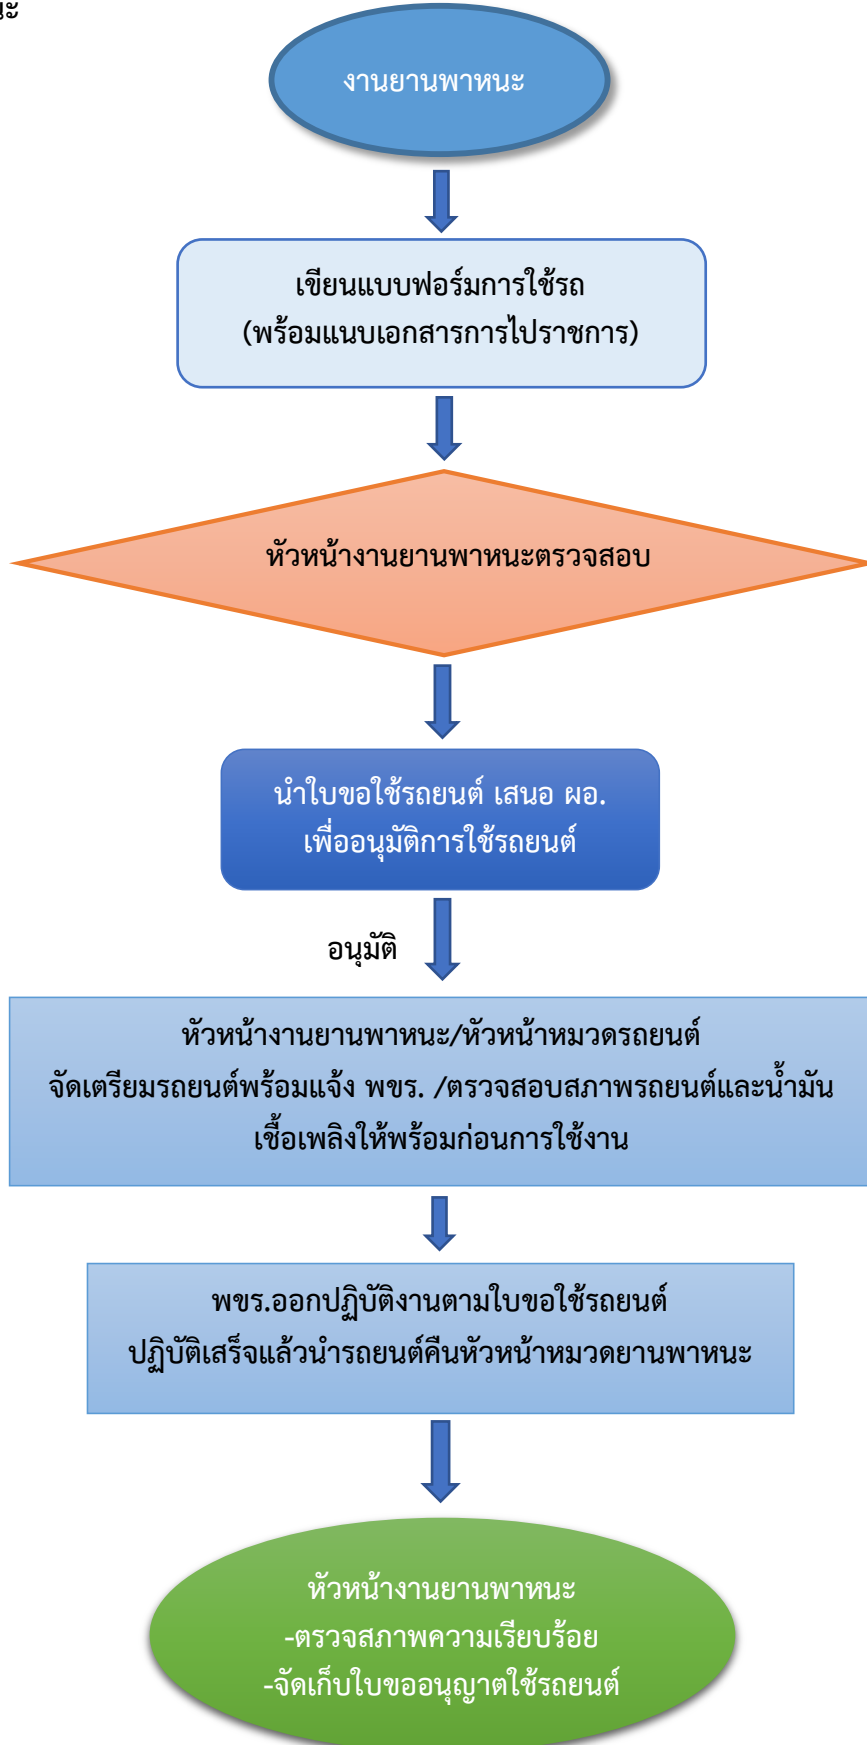 งานยานพาหนะ
เขียนแบบฟอร์มการใช้รถ
(พร้อมแนบเอกสารการไปราชการ)
หัวหน้างานยานพาหนะตรวจสอบ
นำใบขอใช้รถยนต์ เสนอ ผอ.
เพื่ออนุมัติการใช้รถยนต์
อนุมัติ
หัวหน้างานยานพาหนะ/หัวหน้าหมวดรถยนต์
จัดเตรียมรถยนต์พร้อมแจ้ง พขร. /ตรวจสอบสภาพรถยนต์และน้ำมัน
เชื้อเพลิงให้พร้อมก่อนการใช้งาน
พขร.ออกปฏิบัติงานตามใบขอใช้รถยนต์
ปฏิบัติเสร็จแล้วนำรถยนต์คืนหัวหน้าหมวดยานพาหนะ
หัวหน้างานยานพาหนะ
-ตรวจสภาพความเรียบร้อย
-จัดเก็บใบขออนุญาตใช้รถยนต์